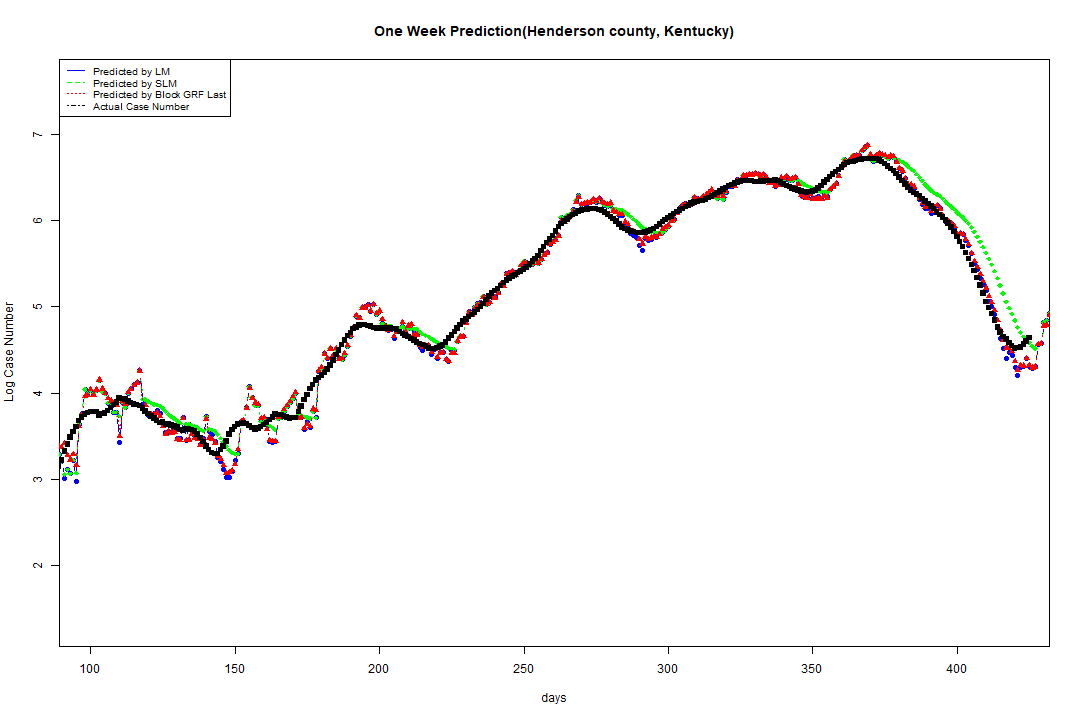 One Week Prediction(Henderson county, Kentucky)
Predicted by LM
Predicted by SLM
Predicted by Block GRF Last
Actual Case Number
7
6
5
4
3
2
Log Case Number
100 150 200 250 300 350 400
days